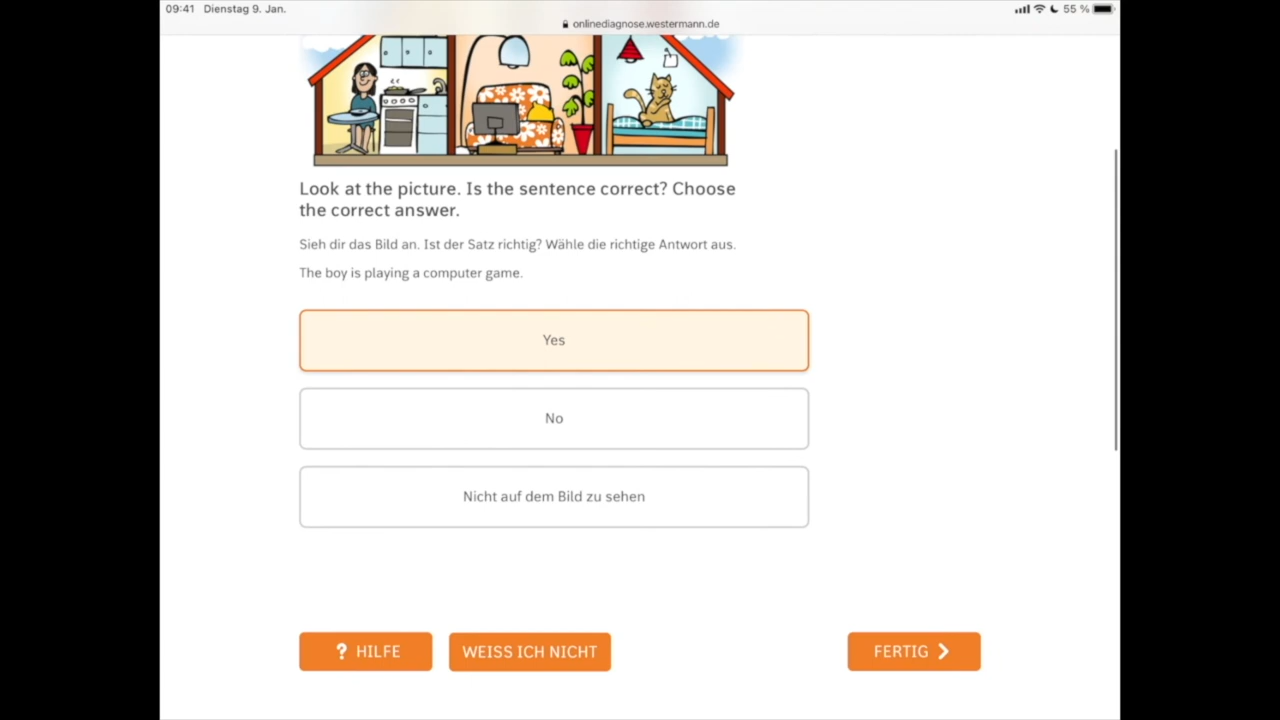 09:41 Dienstag 9. Jan.
55 %
onlinediagnose.westermann.de
Look at the picture. Is the sentence correct? Choose
the correct answer.
Sieh dir das Bild an. Ist der Satz richtig? Wähle die richtige Antwort aus.
The boy is playing a computer game.
Yes
No
Nicht auf dem Bild zu sehen
? HILFE
WEISS ICH NICHT
FERTIG